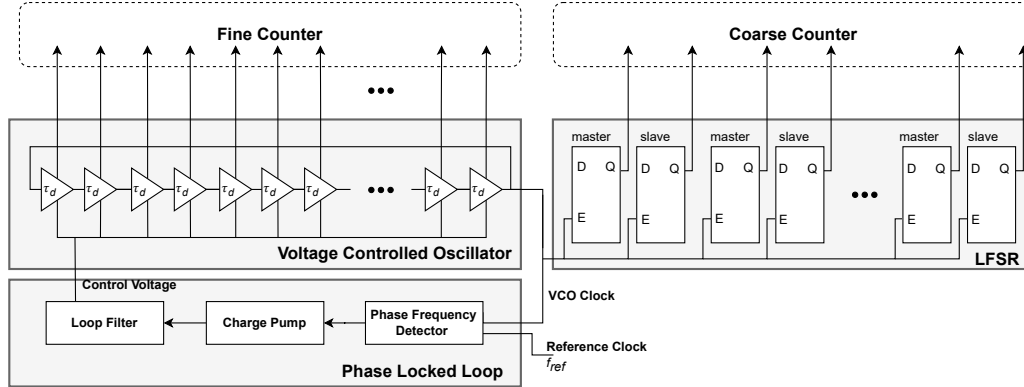 Fine Counter
Coarse Counter
•••
master slave master slave master slave
D Q D Q D Q D Q D Q D Q
τd τd τd τd τd τd τd ••• τd τd
•••
E E E E E E
Voltage Controlled Oscillator
LFSR
Control Voltage
VCO Clock
Loop Filter
Charge Pump
Phase Frequency
Detector
Reference Clock
fref
Phase Locked Loop